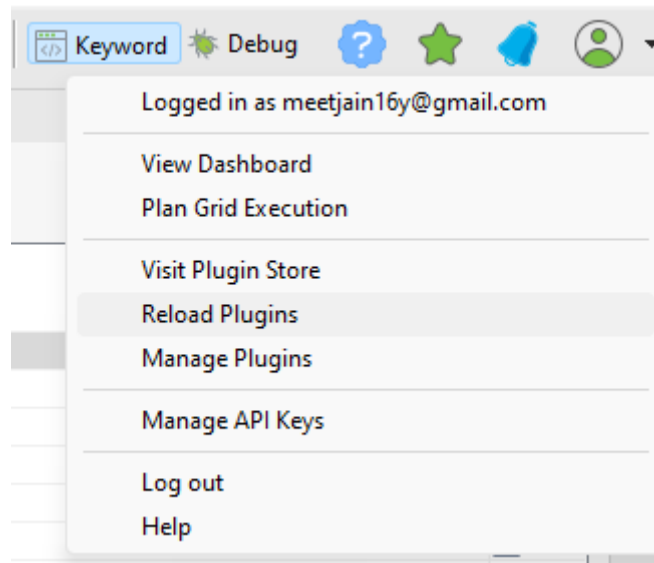 Keyword Debug
Logged in as meetjain16y@gmail.com
View Dashboard
Plan Grid Execution
Visit Plugin Store
Reload Plugins
Manage Plugins
Manage API Keys
Log out
Help